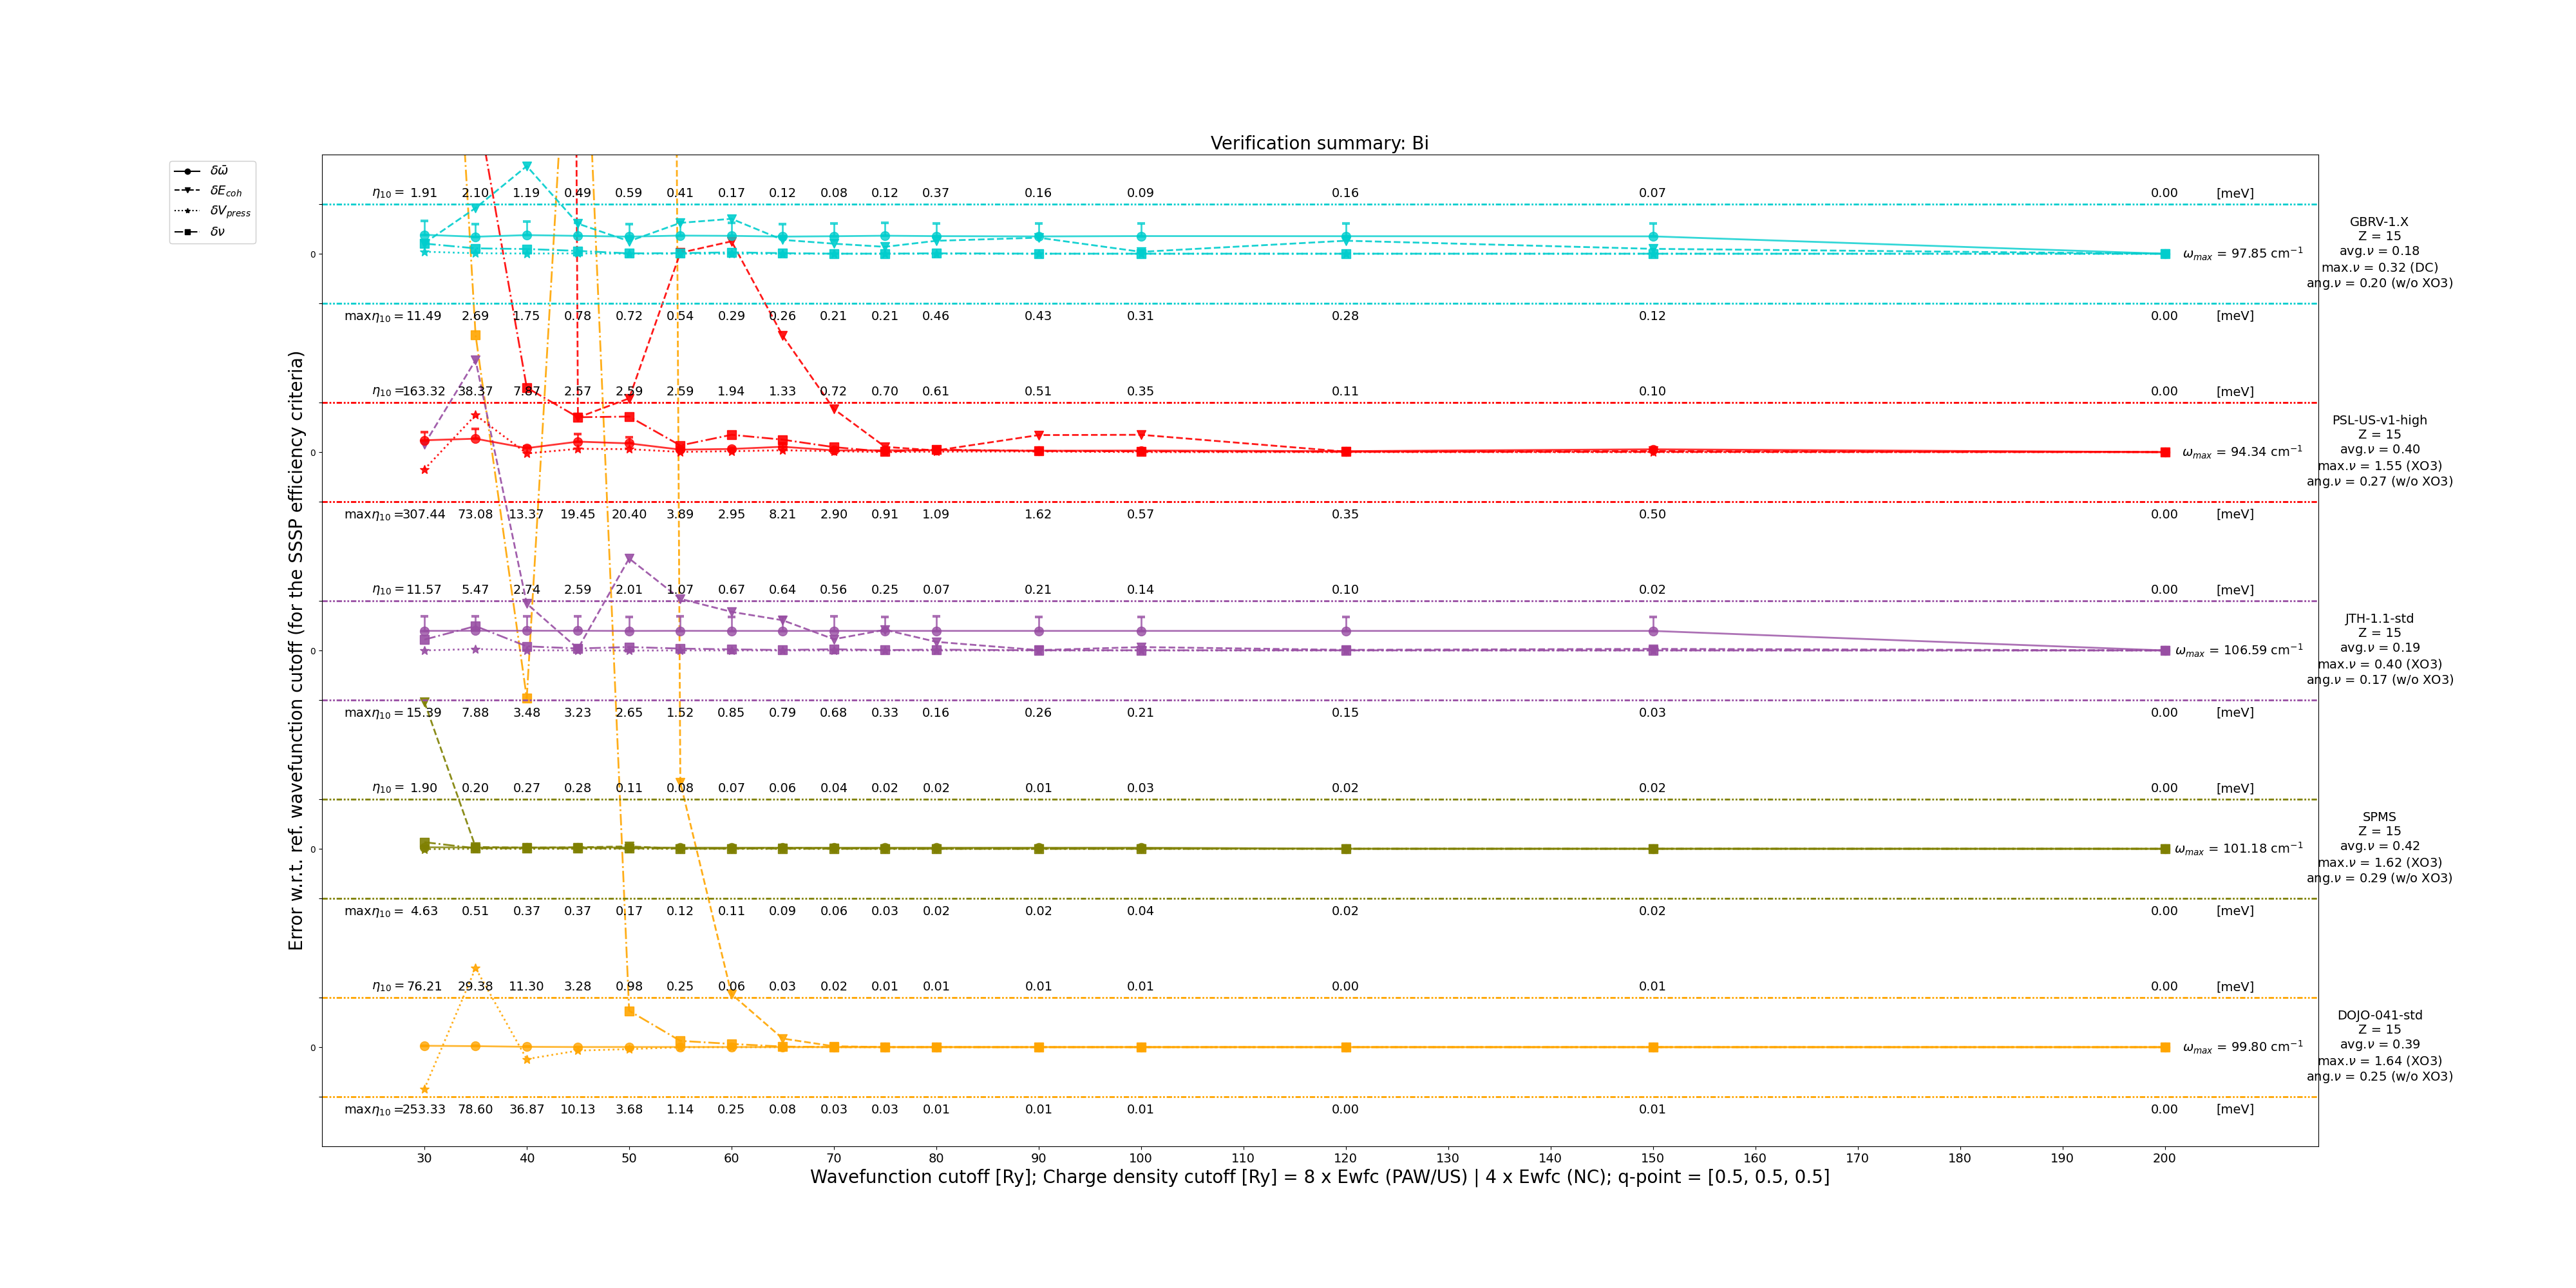 Verification summary: Bi
δω̄
δE_coh
δV_press
δν
η₁₀ = 1.91 2.10 1.19 0.49 0.59 0.41 0.17 0.12 0.08 0.12 0.37 0.16 0.09 0.16 0.07 0.00 [meV]
0
ω_max = 97.85 cm⁻¹
GBRV-1.X
Z = 15
avg.ν = 0.18
max.ν = 0.32 (DC)
ang.ν = 0.20 (w/o XO3)
maxη₁₀ = 11.49 2.69 1.75 0.78 0.72 0.54 0.29 0.26 0.21 0.21 0.46 0.43 0.31 0.28 0.12 0.00 [meV]
η₁₀ = 163.32 38.37 7.87 2.57 2.59 2.59 1.94 1.33 0.72 0.70 0.61 0.51 0.35 0.11 0.10 0.00 [meV]
0
ω_max = 94.34 cm⁻¹
PSL-US-v1-high
Z = 15
avg.ν = 0.40
max.ν = 1.55 (XO3)
ang.ν = 0.27 (w/o XO3)
maxη₁₀ = 307.44 73.08 13.37 19.45 20.40 3.89 2.95 8.21 2.90 0.91 1.09 1.62 0.57 0.35 0.50 0.00 [meV]
η₁₀ = 11.57 5.47 2.74 2.59 2.01 1.07 0.67 0.64 0.56 0.25 0.07 0.21 0.14 0.10 0.02 0.00 [meV]
0
ω_max = 106.59 cm⁻¹
JTH-1.1-std
Z = 15
avg.ν = 0.19
max.ν = 0.40 (XO3)
ang.ν = 0.17 (w/o XO3)
maxη₁₀ = 15.39 7.88 3.48 3.23 2.65 1.52 0.85 0.79 0.68 0.33 0.16 0.26 0.21 0.15 0.03 0.00 [meV]
η₁₀ = 1.90 0.20 0.27 0.28 0.11 0.08 0.07 0.06 0.04 0.02 0.02 0.01 0.03 0.02 0.02 0.00 [meV]
0
ω_max = 101.18 cm⁻¹
SPMS
Z = 15
avg.ν = 0.42
max.ν = 1.62 (XO3)
ang.ν = 0.29 (w/o XO3)
maxη₁₀ = 4.63 0.51 0.37 0.37 0.17 0.12 0.11 0.09 0.06 0.03 0.02 0.02 0.04 0.02 0.02 0.00 [meV]
η₁₀ = 76.21 29.38 11.30 3.28 0.98 0.25 0.06 0.03 0.02 0.01 0.01 0.01 0.01 0.00 0.01 0.00 [meV]
0
ω_max = 99.80 cm⁻¹
DOJO-041-std
Z = 15
avg.ν = 0.39
max.ν = 1.64 (XO3)
ang.ν = 0.25 (w/o XO3)
maxη₁₀ = 253.33 78.60 36.87 10.13 3.68 1.14 0.25 0.08 0.03 0.03 0.01 0.01 0.01 0.00 0.01 0.00 [meV]
30 40 50 60 70 80 90 100 110 120 130 140 150 160 170 180 190 200
Wavefunction cutoff [Ry]; Charge density cutoff [Ry] = 8 x Ewfc (PAW/US) | 4 x Ewfc (NC); q-point = [0.5, 0.5, 0.5]
Error w.r.t. ref. wavefunction cutoff (for the SSSP efficiency criteria)